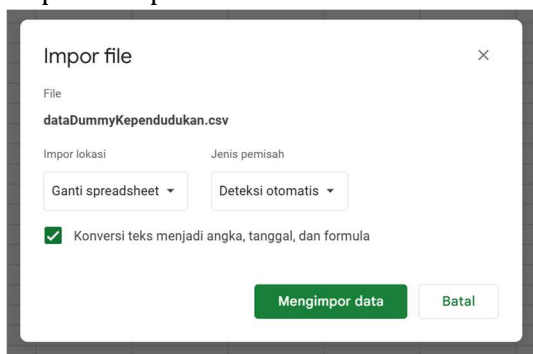 Impor file
File
dataDummyKependudukan.csv
Impor lokasi Jenis pemisah
Ganti spreadsheet Deteksi otomatis
Konversi teks menjadi angka, tanggal, dan formula
Mengimpor data Batal